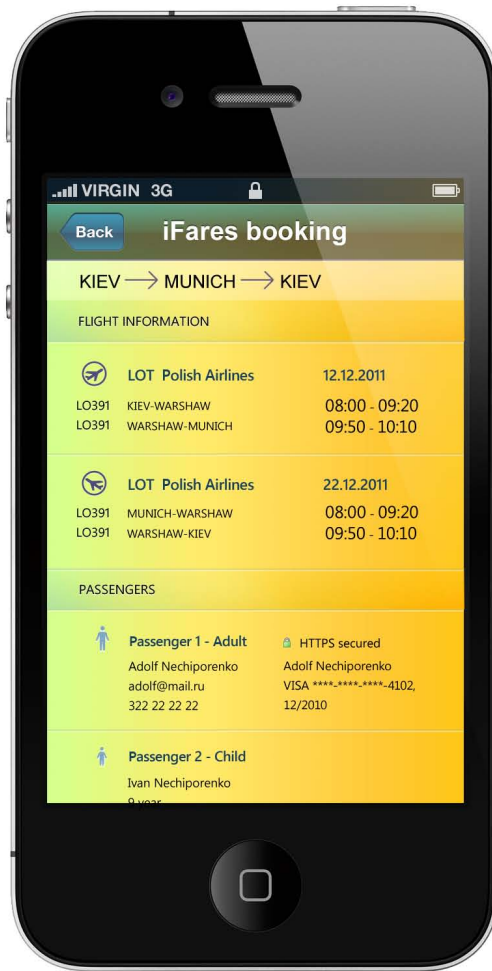 VIRGIN 3G
Back
iFares booking
KIEV → MUNICH → KIEV
FLIGHT INFORMATION
LOT Polish Airlines 12.12.2011
LO391 KIEV-WARSHAW 08:00 - 09:20
LO391 WARSHAW-MUNICH 09:50 - 10:10
LOT Polish Airlines 22.12.2011
LO391 MUNICH-WARSHAW 08:00 - 09:20
LO391 WARSHAW-KIEV 09:50 - 10:10
PASSENGERS
Passenger 1 - Adult
Adolf Nechiporenko
adolf@mail.ru
322 22 22 22
HTTPS secured
Adolf Nechiporenko
VISA ****-****-****-4102,
12/2010
Passenger 2 - Child
Ivan Nechiporenko
9 year